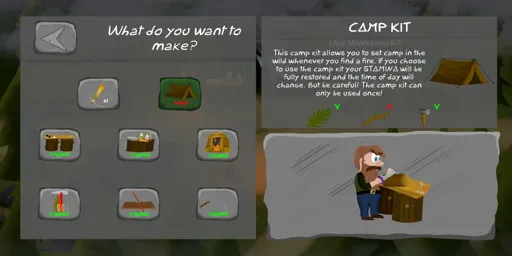 What do you want to
make?
CAMP KIT
This camp kit allows you to set camp in the
wild whenever you find a fire. If you choose
to use the camp kit your STAMINA will be
fully restored and the time of day will
change. But be careful! The camp kit can
only be used once!